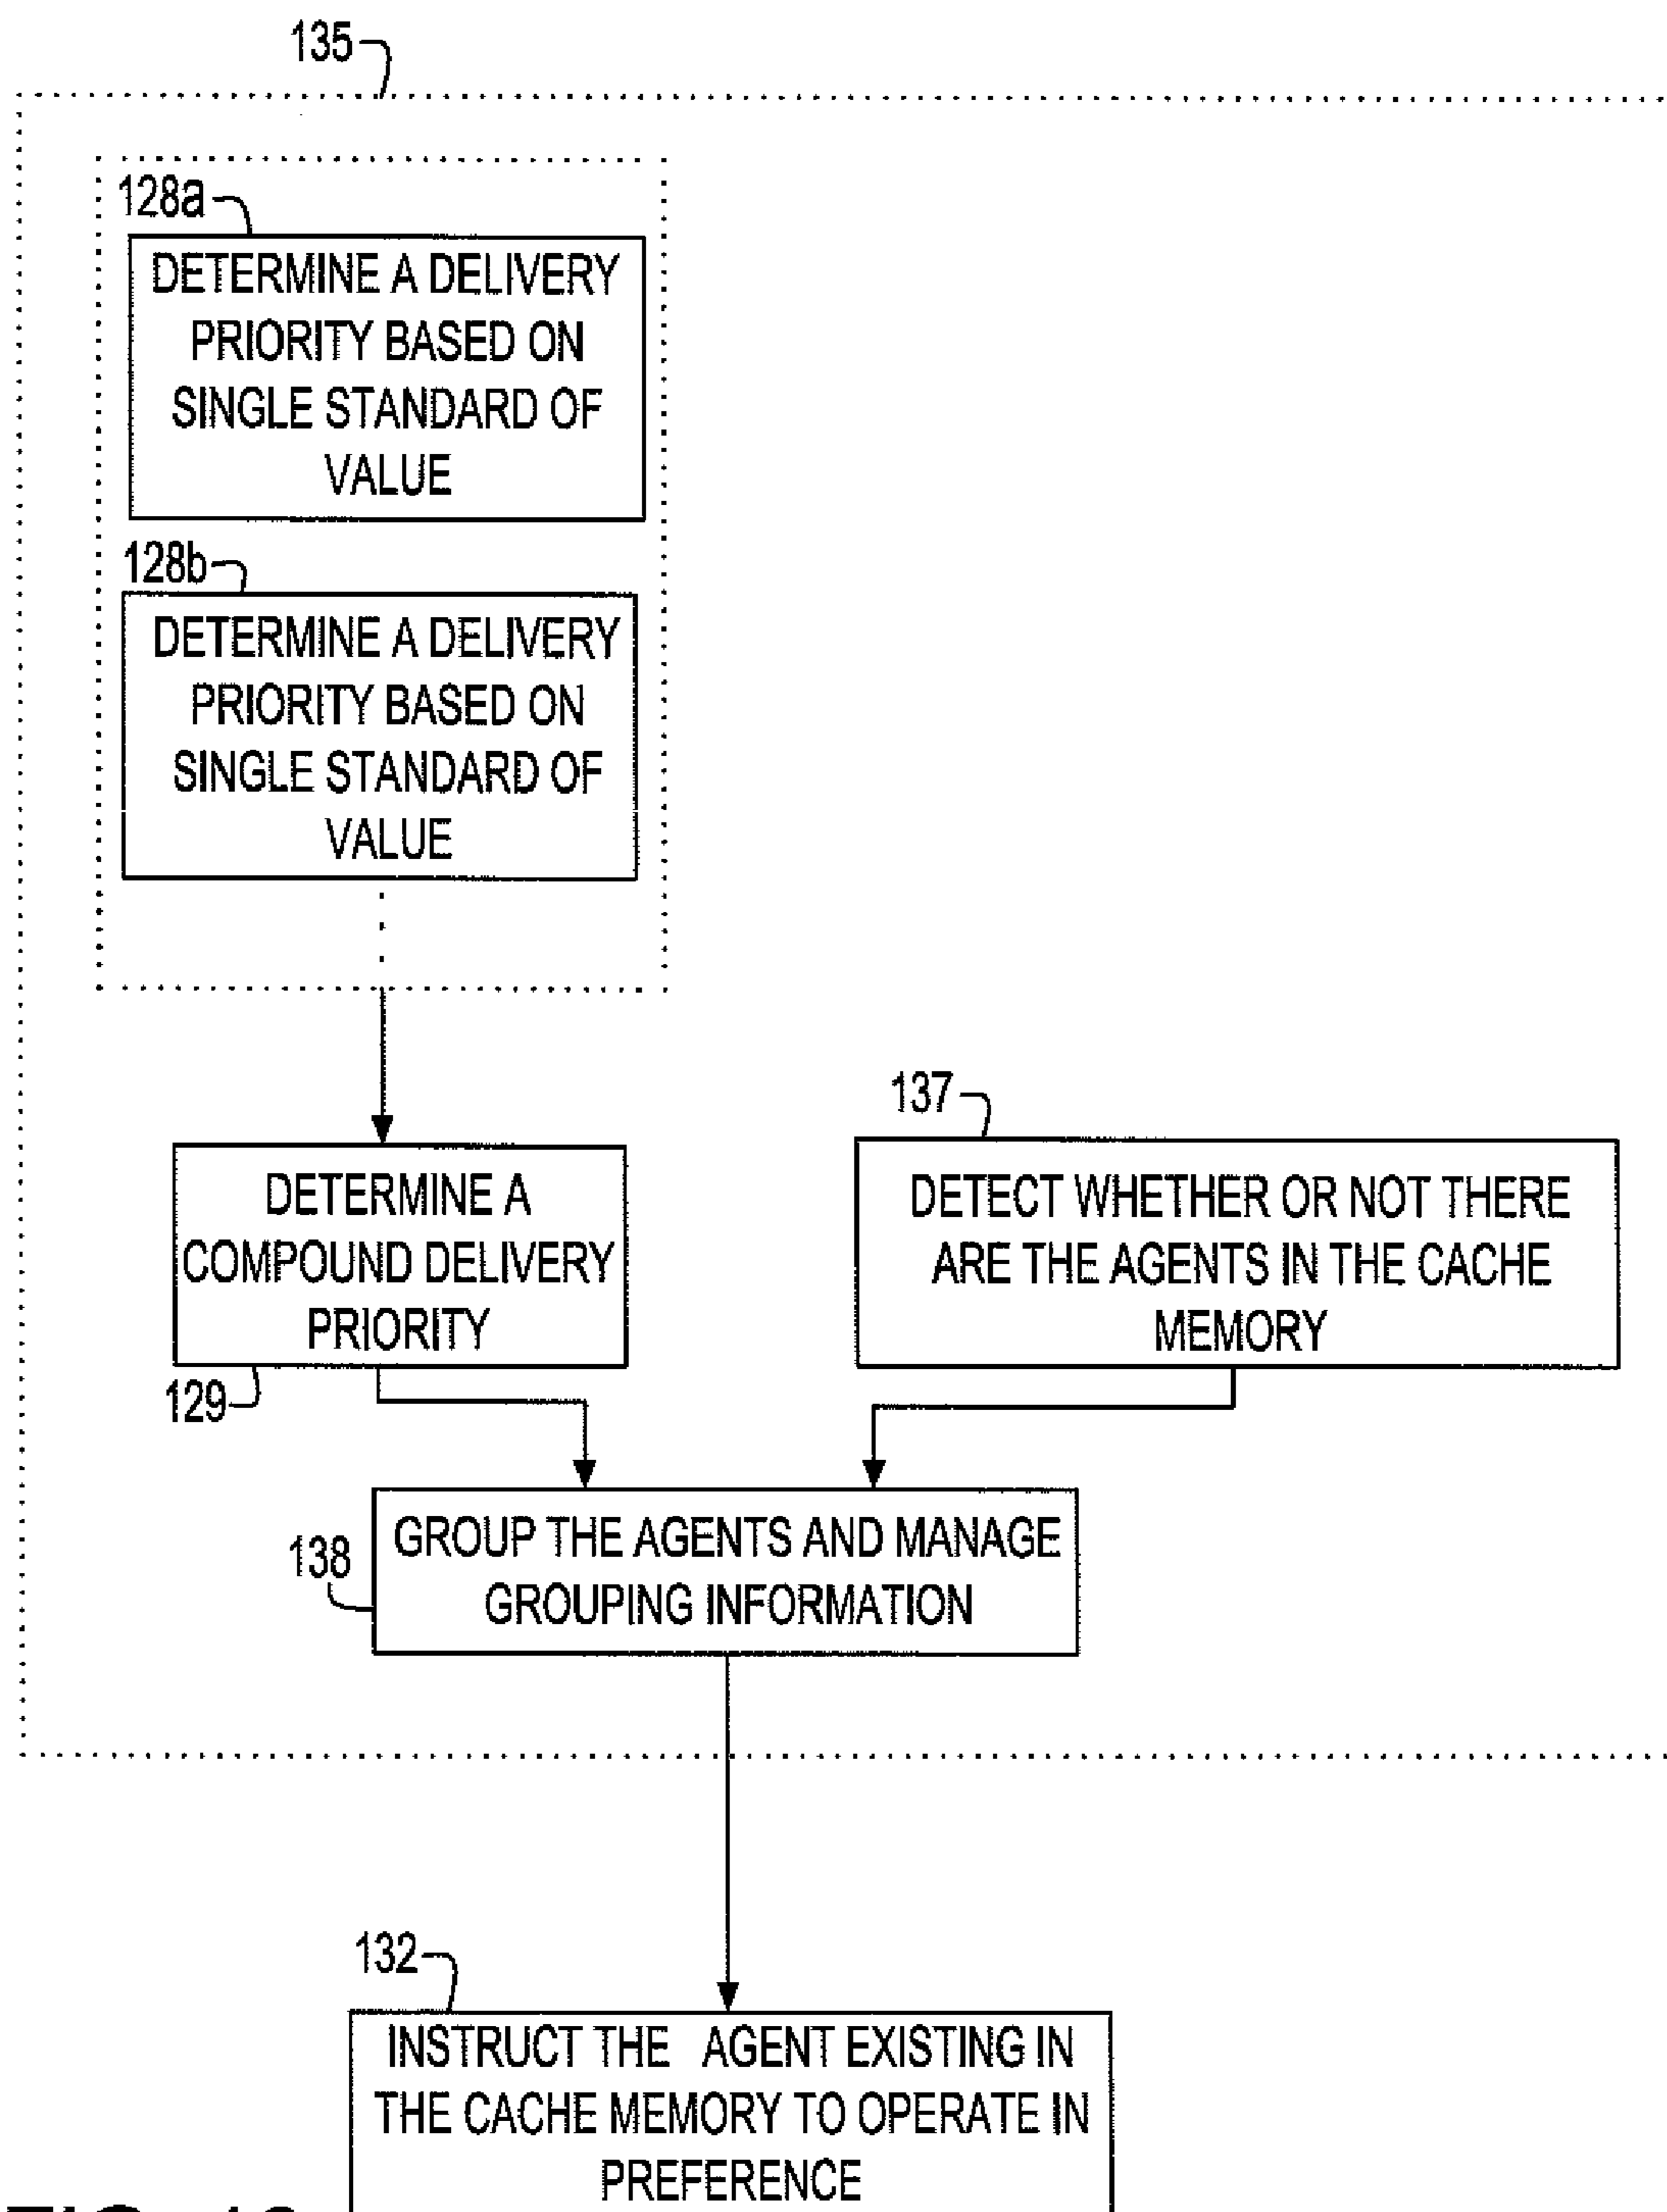 135
128a
DETERMINE A DELIVERY
PRIORITY BASED ON
SINGLE STANDARD OF
VALUE
128b
DETERMINE A DELIVERY
PRIORITY BASED ON
SINGLE STANDARD OF
VALUE
137
DETERMINE A
COMPOUND DELIVERY
PRIORITY
129
DETECT WHETHER OR NOT THERE
ARE THE AGENTS IN THE CACHE
MEMORY
138
GROUP THE AGENTS AND MANAGE
GROUPING INFORMATION
132
INSTRUCT THE AGENT EXISTING IN
THE CACHE MEMORY TO OPERATE IN
PREFERENCE